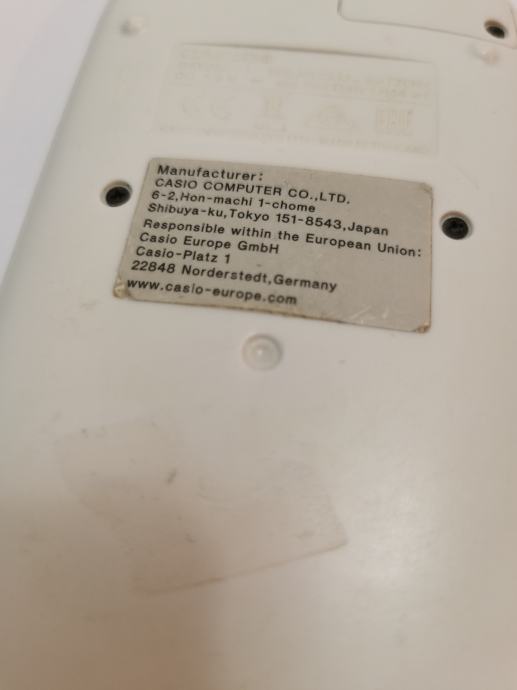 Manufacturer:
CASIO COMPUTER CO.,LTD.
6-2,Hon-machi 1-chome
Shibuya-ku,Tokyo 151-8543,Japan
Responsible within the European Union:
Casio Europe GmbH
Casio-Platz 1
22848 Norderstedt,Germany
www.casio-europe.com